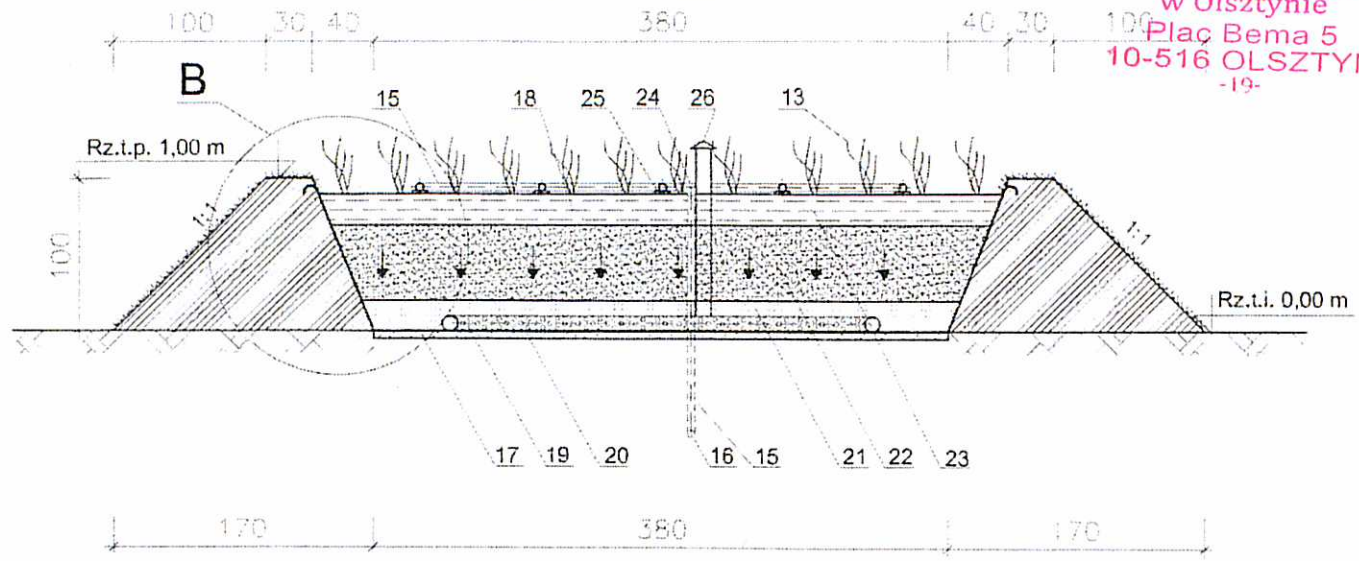 100 30 40 380 40 30 100
w Olsztynie
Plac Bema 5
10-516 OLSZTYN
-19-
B
15 18 25 24 26 13
Rz.t.p. 1,00 m
1:1
1:1
100
Rz.t.i. 0,00 m
17 19 20 16 15 21 22 23
170 380 170